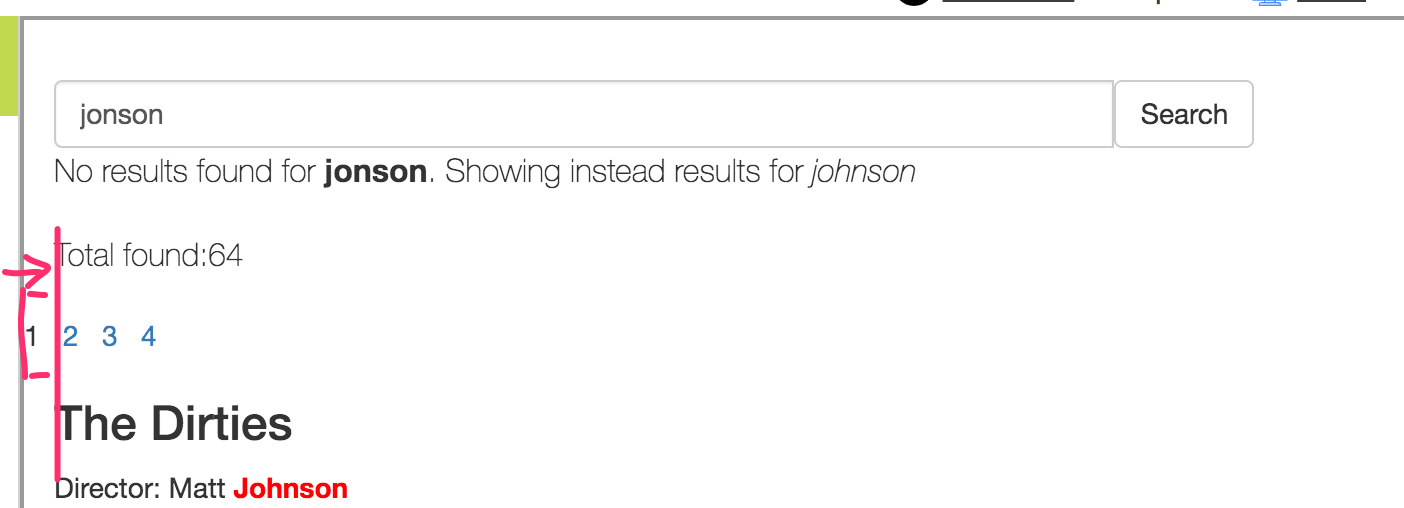 jonson Search
No results found for jonson. Showing instead results for johnson
Total found:64
1 2 3 4
The Dirties
Director: Matt Johnson